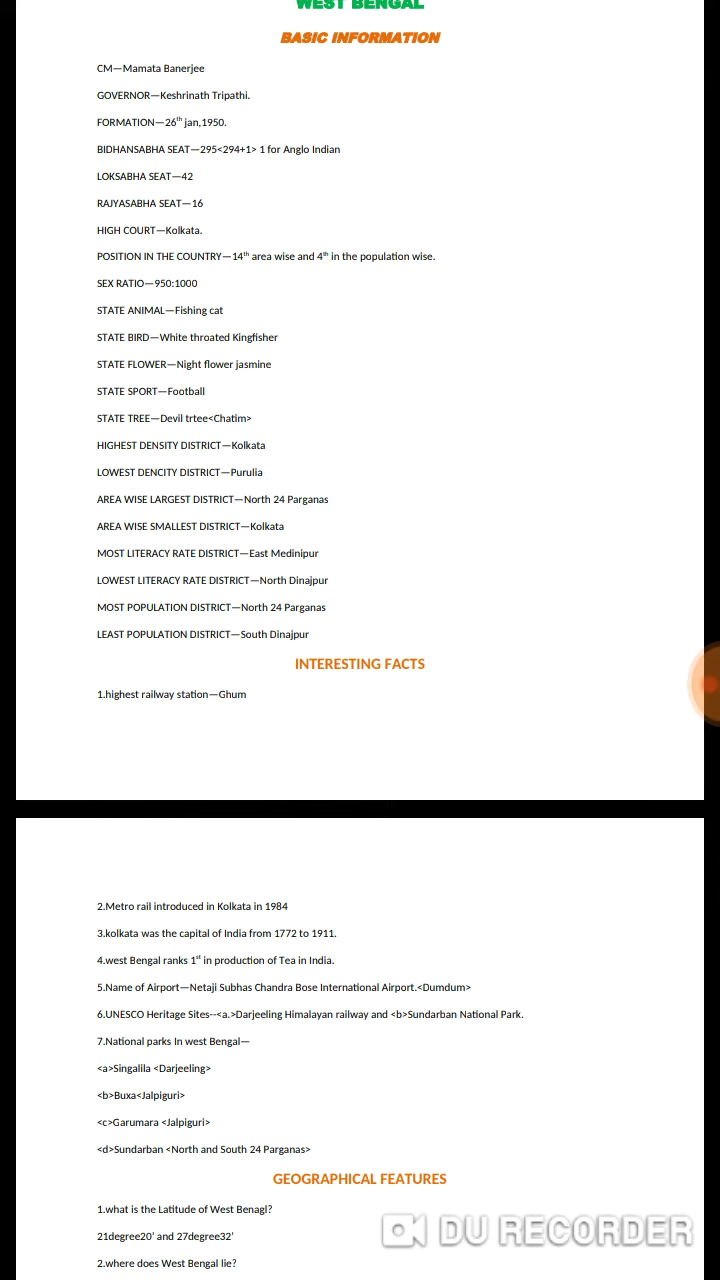 WEST BENGAL
BASIC INFORMATION
CM—Mamata Banerjee
GOVERNOR—Keshrinath Tripathi.
FORMATION—26th jan,1950.
BIDHANSABHA SEAT—295<294+1> 1 for Anglo Indian
LOKSABHA SEAT—42
RAJYASABHA SEAT—16
HIGH COURT—Kolkata.
POSITION IN THE COUNTRY—14th area wise and 4th in the population wise.
SEX RATIO—950:1000
STATE ANIMAL—Fishing cat
STATE BIRD—White throated Kingfisher
STATE FLOWER—Night flower jasmine
STATE SPORT—Football
STATE TREE—Devil trtee<Chatim>
HIGHEST DENSITY DISTRICT—Kolkata
LOWEST DENCITY DISTRICT—Purulia
AREA WISE LARGEST DISTRICT—North 24 Parganas
AREA WISE SMALLEST DISTRICT—Kolkata
MOST LITERACY RATE DISTRICT—East Medinipur
LOWEST LITERACY RATE DISTRICT—North Dinajpur
MOST POPULATION DISTRICT—North 24 Parganas
LEAST POPULATION DISTRICT—South Dinajpur
INTERESTING FACTS
1.highest railway station—Ghum
2.Metro rail introduced in Kolkata in 1984
3.kolkata was the capital of India from 1772 to 1911.
4.west Bengal ranks 1st in production of Tea in India.
5.Name of Airport—Netaji Subhas Chandra Bose International Airport.<Dumdum>
6.UNESCO Heritage Sites--<a.>Darjeeling Himalayan railway and <b>Sundarban National Park.
7.National parks In west Bengal—
<a>Singalila <Darjeeling>
<b>Buxa<Jalpiguri>
<c>Garumara <Jalpiguri>
<d>Sundarban <North and South 24 Parganas>
GEOGRAPHICAL FEATURES
1.what is the Latitude of West Benagl?
21degree20' and 27degree32'
DU RECORDER
2.where does West Bengal lie?